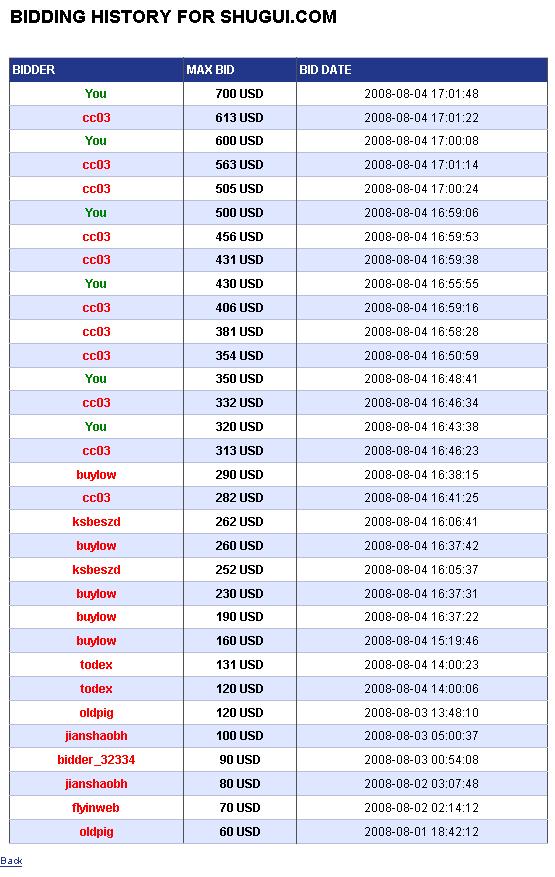 BIDDING HISTORY FOR SHUGUI.COM
BIDDER MAX BID BID DATE
You 700 USD 2008-08-04 17:01:48
cc03 613 USD 2008-08-04 17:01:22
You 600 USD 2008-08-04 17:00:08
cc03 563 USD 2008-08-04 17:01:14
cc03 505 USD 2008-08-04 17:00:24
You 500 USD 2008-08-04 16:59:06
cc03 456 USD 2008-08-04 16:59:53
cc03 431 USD 2008-08-04 16:59:38
You 430 USD 2008-08-04 16:55:55
cc03 406 USD 2008-08-04 16:59:16
cc03 381 USD 2008-08-04 16:58:28
cc03 354 USD 2008-08-04 16:50:59
You 350 USD 2008-08-04 16:48:41
cc03 332 USD 2008-08-04 16:46:34
You 320 USD 2008-08-04 16:43:38
cc03 313 USD 2008-08-04 16:46:23
buylow 290 USD 2008-08-04 16:38:15
cc03 282 USD 2008-08-04 16:41:25
ksbeszd 262 USD 2008-08-04 16:06:41
buylow 260 USD 2008-08-04 16:37:42
ksbeszd 252 USD 2008-08-04 16:05:37
buylow 230 USD 2008-08-04 16:37:31
buylow 190 USD 2008-08-04 16:37:22
buylow 160 USD 2008-08-04 15:19:46
todex 131 USD 2008-08-04 14:00:23
todex 120 USD 2008-08-04 14:00:06
oldpig 120 USD 2008-08-03 13:48:10
jianshaobh 100 USD 2008-08-03 05:00:37
bidder_32334 90 USD 2008-08-03 00:54:08
jianshaobh 80 USD 2008-08-02 03:07:48
flyinweb 70 USD 2008-08-02 02:14:12
oldpig 60 USD 2008-08-01 18:42:12
Back